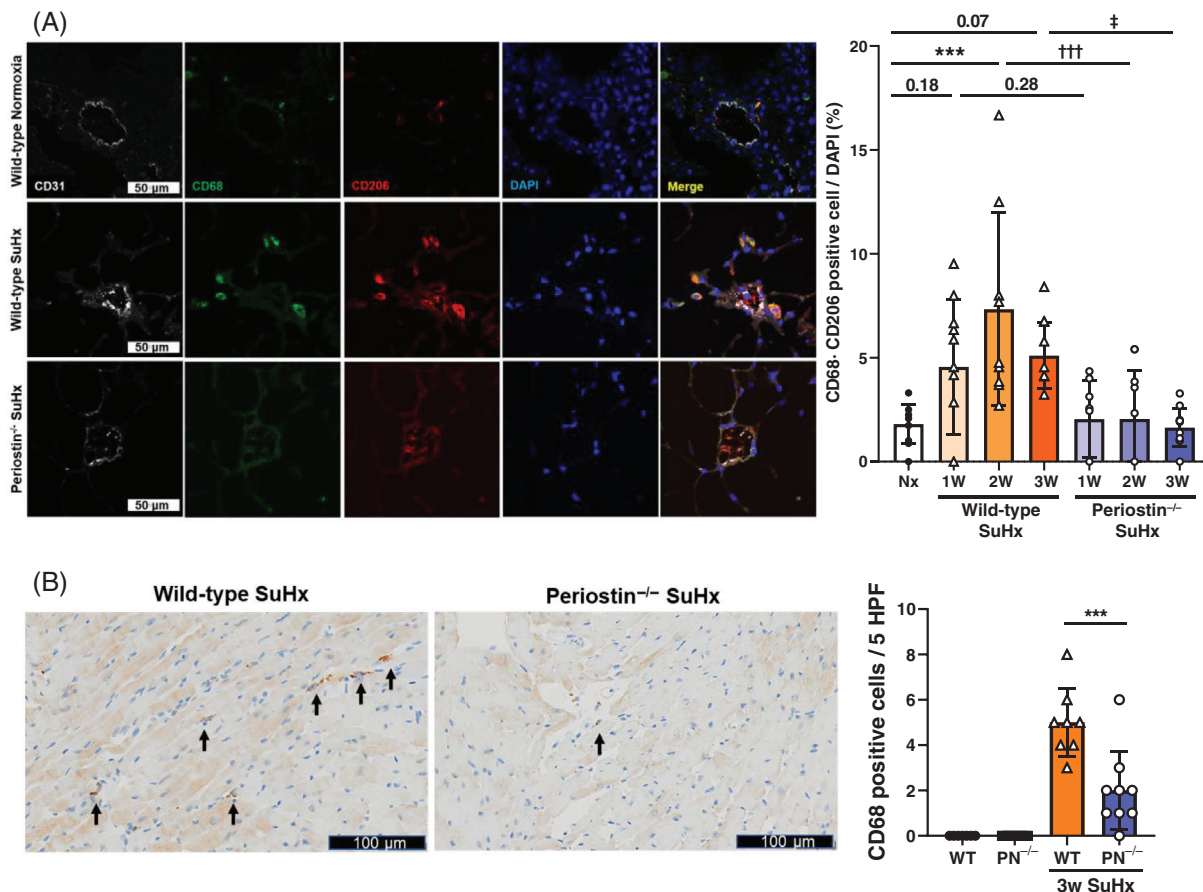 (A)
Wild-type Normoxia
CD31
50 µm
CD68
CD206
DAPI
Merge
Wild-type SuHx
50 µm
Periostin⁻/⁻ SuHx
50 µm
CD68· CD206 positive cell / DAPI (%)
0.07 ‡
*** †††
0.18 0.28
20
15
10
5
0
Nx 1W 2W 3W 1W 2W 3W
Wild-type Periostin⁻/⁻
SuHx SuHx
(B)
Wild-type SuHx
Periostin⁻/⁻ SuHx
100 µm
100 µm
CD68 positive cells / 5 HPF
***
10
8
6
4
2
0
WT PN⁻/⁻ WT PN⁻/⁻
3w SuHx